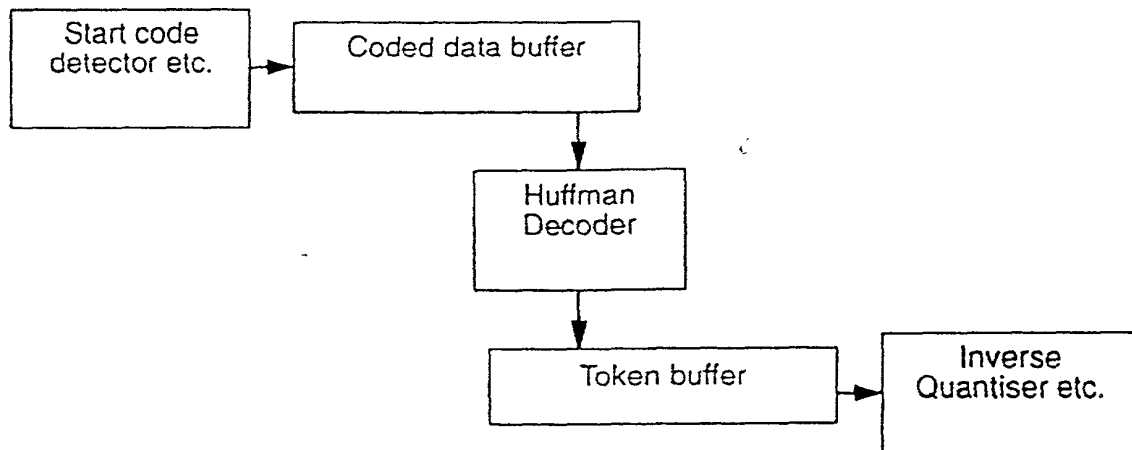 Start code
detector etc.
Coded data buffer
Huffman
Decoder
Token buffer
Inverse
Quantiser etc.